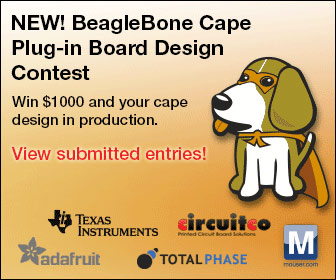 NEW! BeagleBone Cape
Plug-in Board Design
Contest
Win $1000 and your cape
design in production.
View submitted entries!
TEXAS
INSTRUMENTS
circuitco
Printed Circuit Board Solutions
M
mouser.com
adafruit
TOTALPHASE